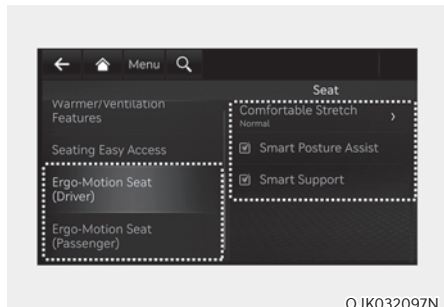 Menu
Seat
Warmer/Ventilation
Features
Seating Easy Access
Ergo-Motion Seat
(Driver)
Ergo-Motion Seat
(Passenger)
Comfortable Stretch
Normal
Smart Posture Assist
Smart Support
OJK032097N